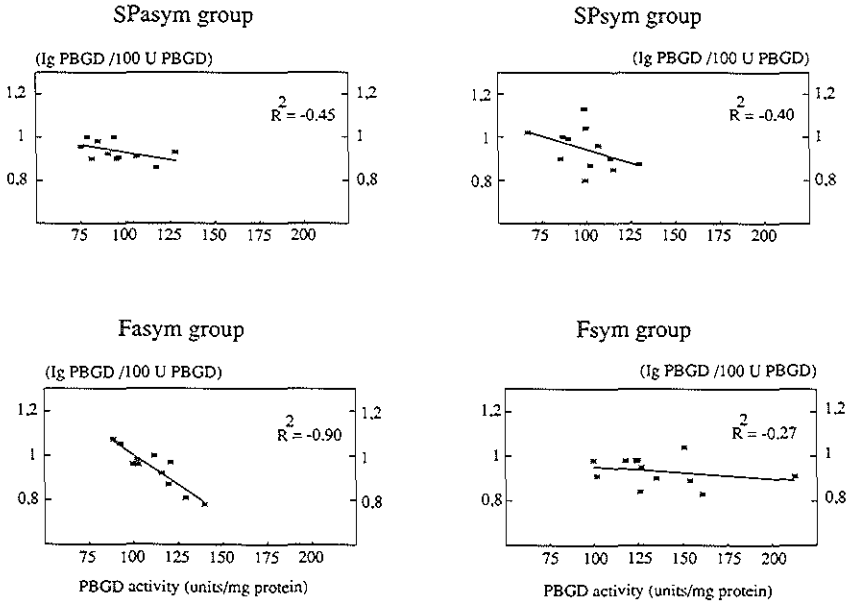 SPasym group
(Ig PBGD /100 U PBGD)
1,2
1
0,8
1,2
1
0,8
R² = -0.45
75 100 125 150 175 200
SPsym group
(Ig PBGD /100 U PBGD)
1,2
1
0,8
1,2
1
0,8
R² = -0.40
75 100 125 150 175 200
Fasym group
(Ig PBGD /100 U PBGD)
1,2
1
0,8
1,2
1
0,8
R² = -0.90
75 100 125 150 175 200
PBGD activity (units/mg protein)
Fsym group
(Ig PBGD /100 U PBGD)
1,2
1
0,8
1,2
1
0,8
R² = -0.27
75 100 125 150 175 200
PBGD activity (units/mg protein)